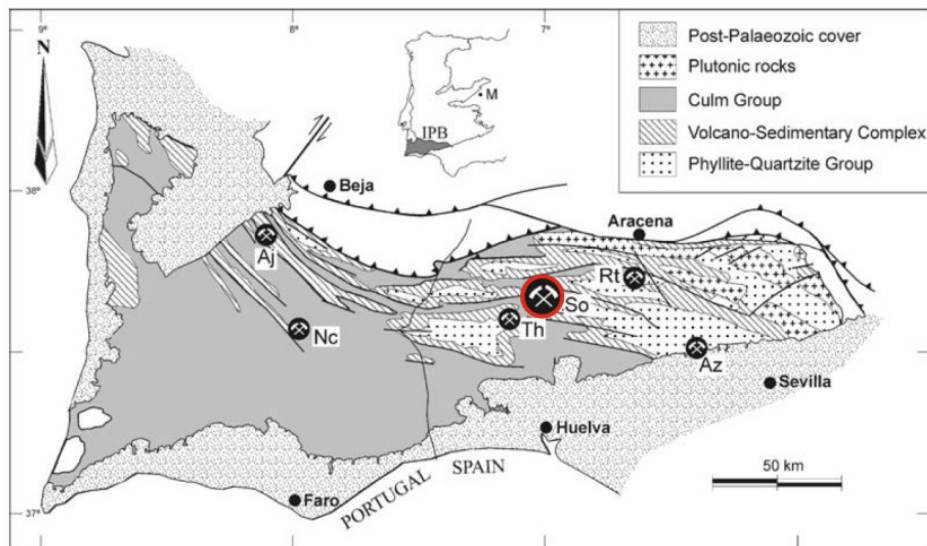 9°
8
7°
N
Post-Palaeozoic cover
Plutonic rocks
Culm Group
Volcano-Sedimentary Complex
Phyllite-Quartzite Group
M
IPB
38°
Beja
Aracena
Aj
Rt
So
Th
Nc
Az
Sevilla
Huelva
50 km
PORTUGAL
SPAIN
Faro
37°